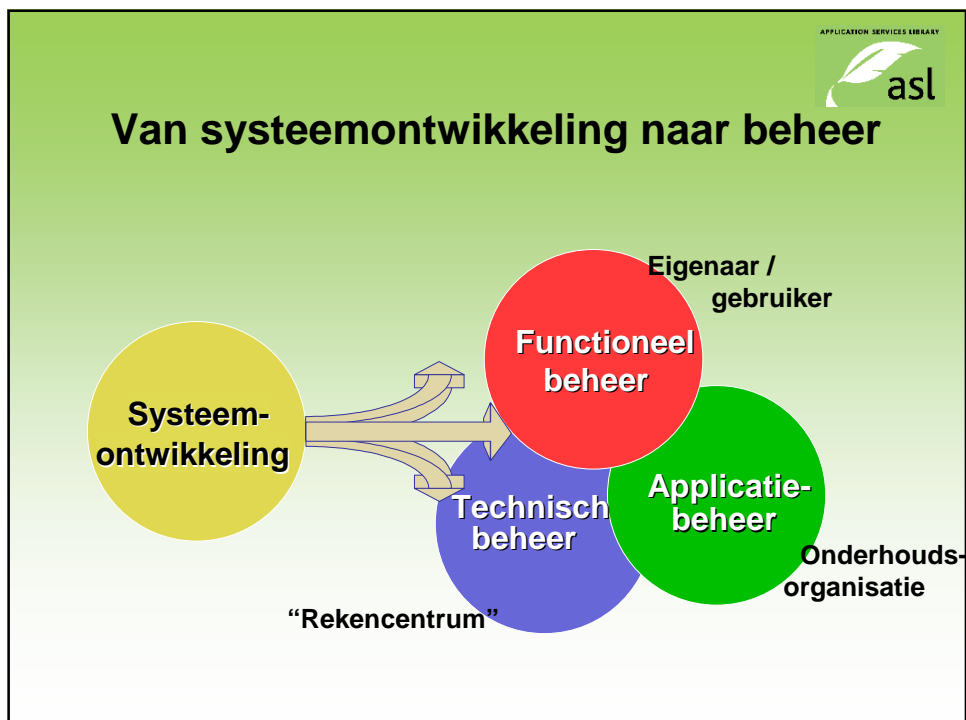 APPLICATION SERVICES LIBRARY
asl
Van systeemontwikkeling naar beheer
Eigenaar /
gebruiker
Functioneel
beheer
Systeem-
ontwikkeling
Technisch
beheer
Applicatie-
beheer
Onderhouds-
organisatie
“Rekencentrum”